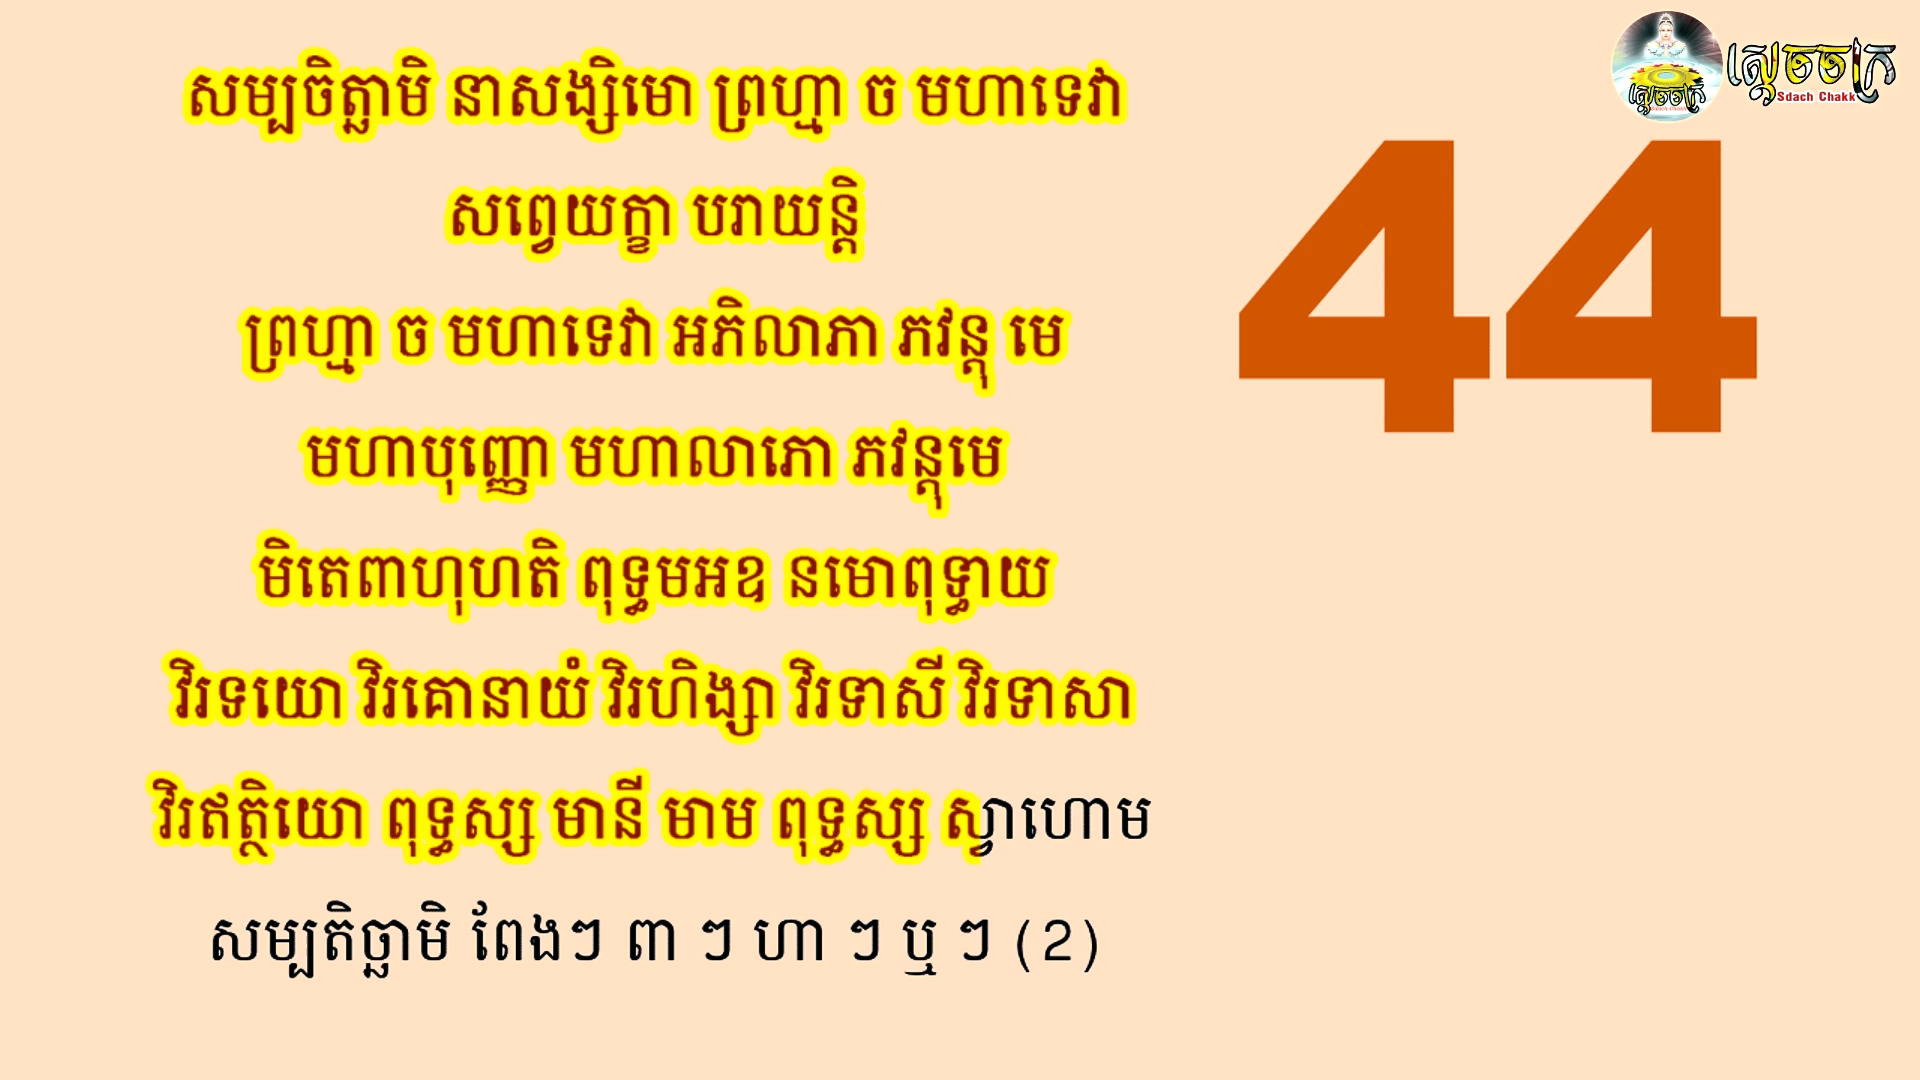 សម្បចិត្ឆាមិ នាសង្សិមោ ព្រហ្មា ច មហាទេវា
សព្វេយក្ខា បរាយន្តិ
ព្រហ្មា ច មហាទេវា អភិលាភា ភវន្តុ មេ
មហាបុញ្ញោ មហាលាភោ ភវន្តុមេ
មិតេពាហុហតិ ពុទ្ធមអឧ នមោពុទ្ធាយ
វិរទយោ វិរគោនាយំ វិរហិង្សា វិរទាសី វិរទាសា
វិរឥត្ថិយោ ពុទ្ធស្ស មានី មាម ពុទ្ធស្ស ស្វាហោម
សម្បតិច្ឆាមិ ពែងៗ ពា ៗ ហា ៗ ឬ ៗ (2)
44
ស្តេចចក្រ
Sdach Chakk
ស្តេចចក្រ